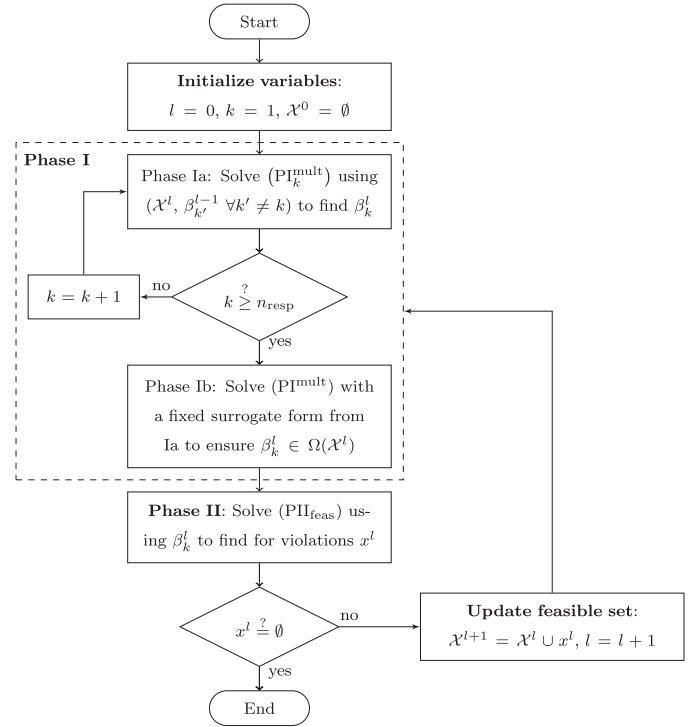 Start
Initialize variables:
l = 0, k = 1, 𝒳⁰ = ∅
Phase I
Phase Ia: Solve (PI_k^mult) using
(𝒳^l, β_{k′}^{l−1} ∀k′ ≠ k) to find β_k^l
k = k + 1
no
k ≥^? n_resp
yes
Phase Ib: Solve (PI^mult) with
a fixed surrogate form from
Ia to ensure β_k^l ∈ Ω(𝒳^l)
Phase II: Solve (PII_feas) us-
ing β_k^l to find for violations x^l
x^l =^? ∅
no
Update feasible set:
𝒳^{l+1} = 𝒳^l ∪ x^l, l = l + 1
yes
End